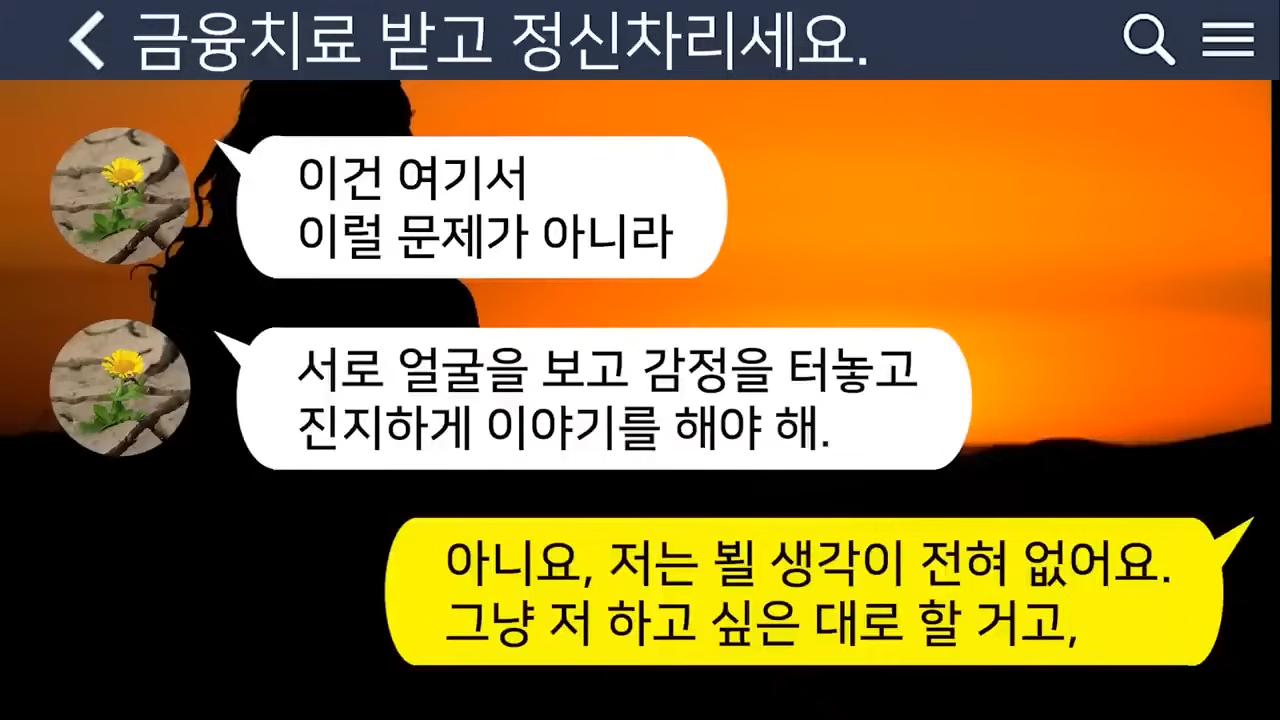 금융치료 받고 정신차리세요.
이건 여기서
이럴 문제가 아니라
서로 얼굴을 보고 감정을 터놓고
진지하게 이야기를 해야 해.
아니요, 저는 뵐 생각이 전혀 없어요.
그냥 저 하고 싶은 대로 할 거고,